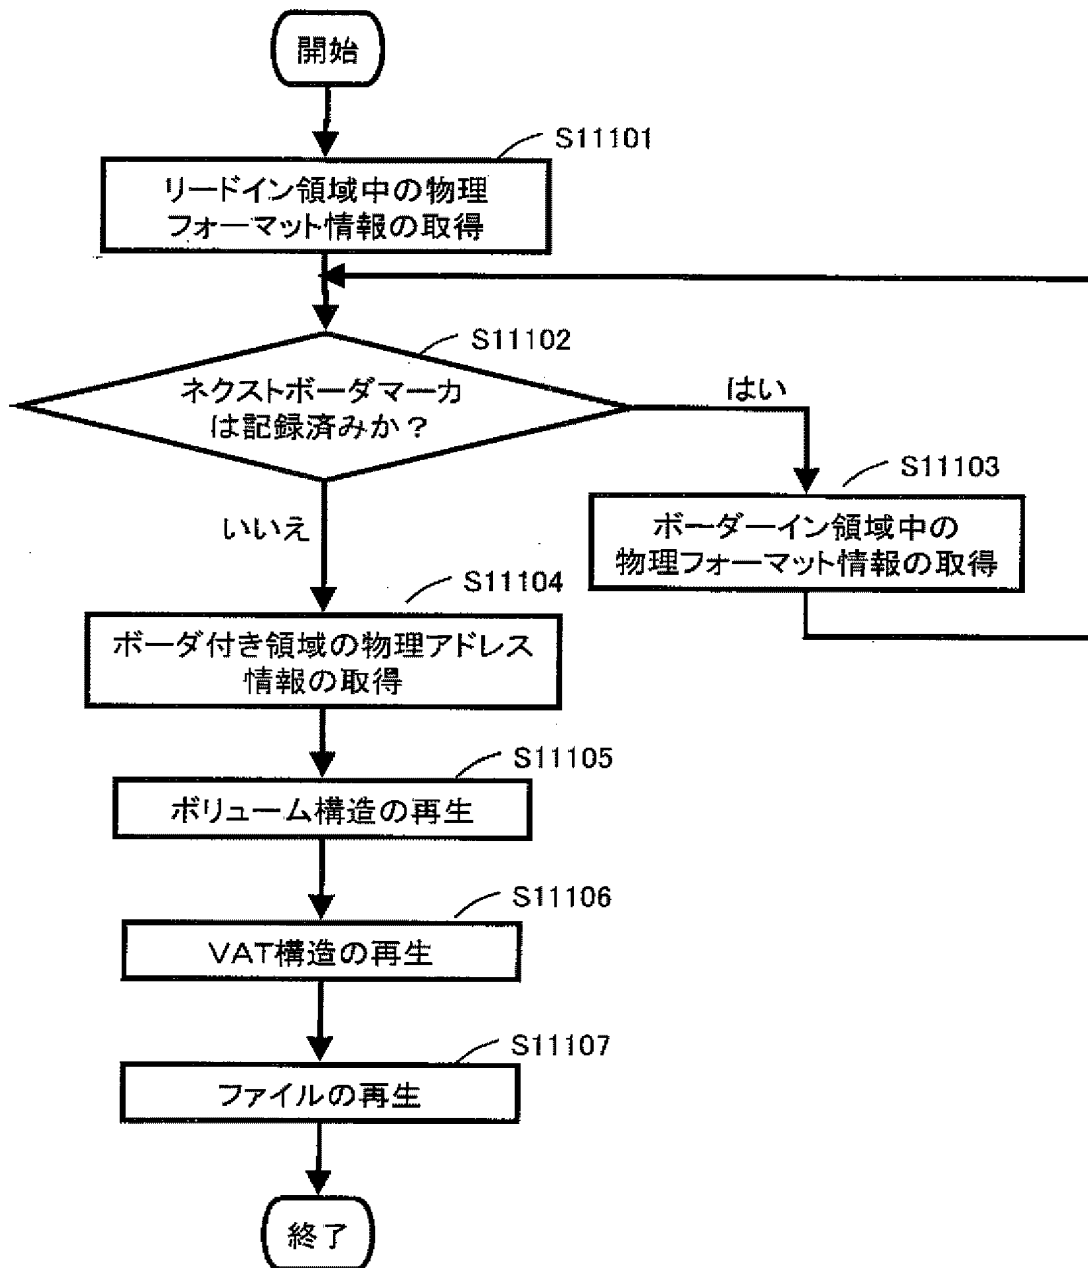 開始
S11101
リードイン領域中の物理
フォーマット情報の取得
S11102
ネクストボーダマーカ
は記録済みか？
はい
S11103
ボーダーイン領域中の
物理フォーマット情報の取得
いいえ
S11104
ボーダ付き領域の物理アドレス
情報の取得
S11105
ボリューム構造の再生
S11106
VAT構造の再生
S11107
ファイルの再生
終了